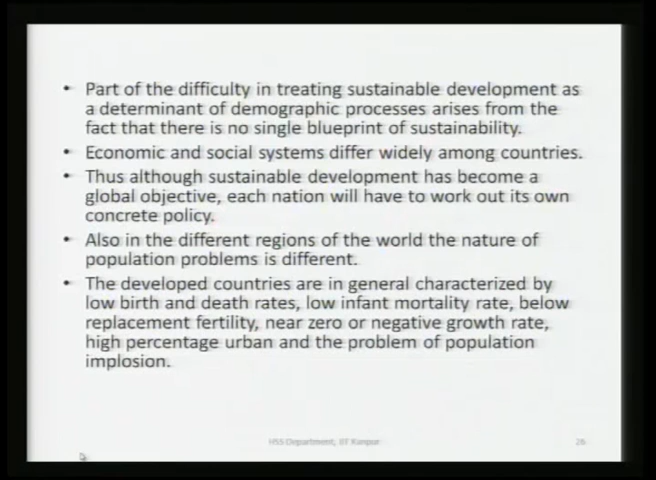 • Part of the difficulty in treating sustainable development as
a determinant of demographic processes arises from the
fact that there is no single blueprint of sustainability.
• Economic and social systems differ widely among countries.
• Thus although sustainable development has become a
global objective, each nation will have to work out its own
concrete policy.
• Also in the different regions of the world the nature of
population problems is different.
• The developed countries are in general characterized by
low birth and death rates, low infant mortality rate, below
replacement fertility, near zero or negative growth rate,
high percentage urban and the problem of population
implosion.
HSS Department, IIT Kanpur
26